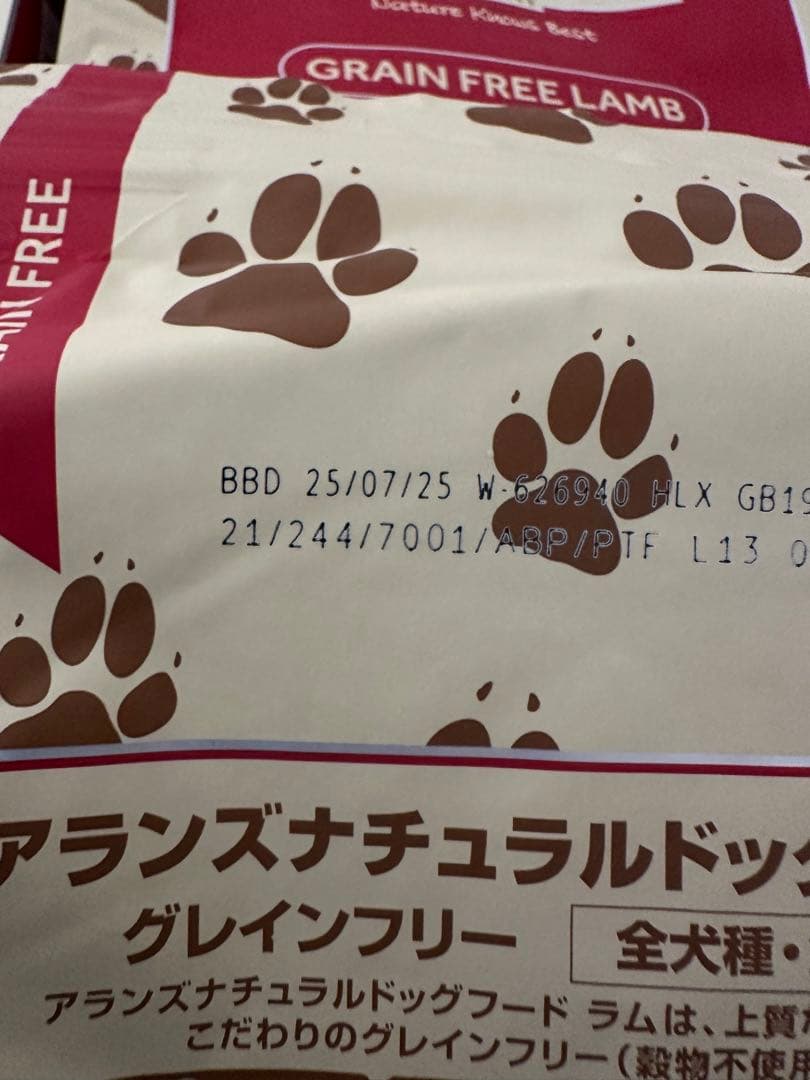 Nature Knows Best
GRAIN FREE LAMB
FREE
BBD 25/07/25 W-626940 HLX GB19
21/244/7001/ABP/PTF L13 0
アランズナチュラルドッグ
グレインフリー
全犬種・
アランズナチュラルドッグフード ラムは、上質な
こだわりのグレインフリー(穀物不使用